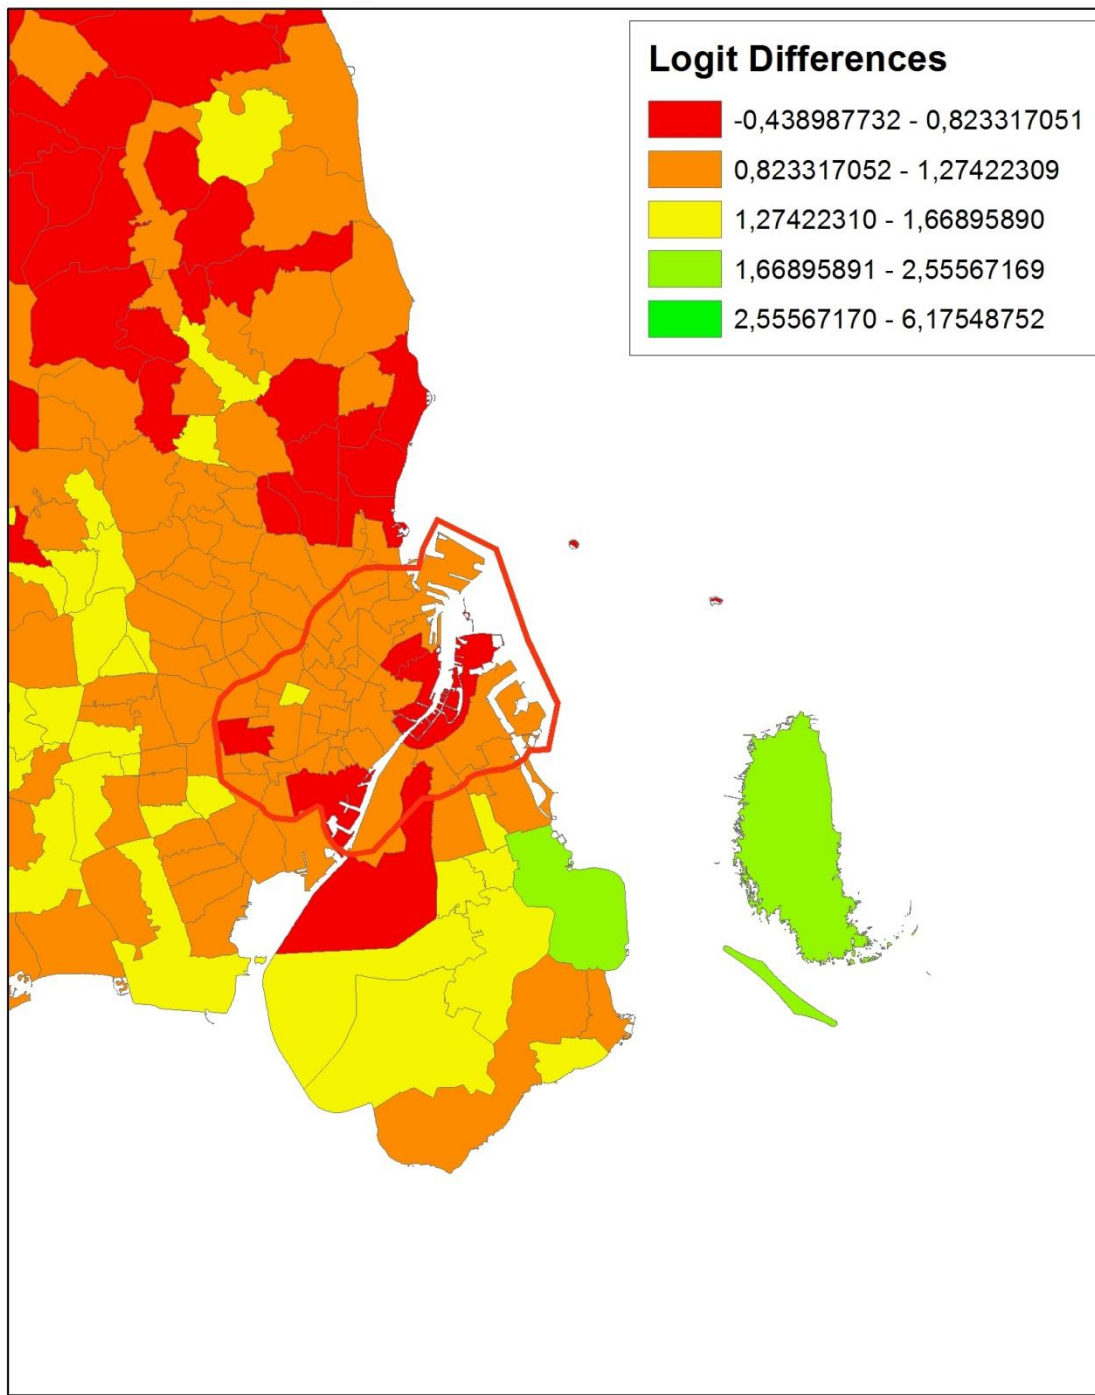 Logit Differences
-0,438987732 - 0,823317051
0,823317052 - 1,27422309
1,27422310 - 1,66895890
1,66895891 - 2,55567169
2,55567170 - 6,17548752